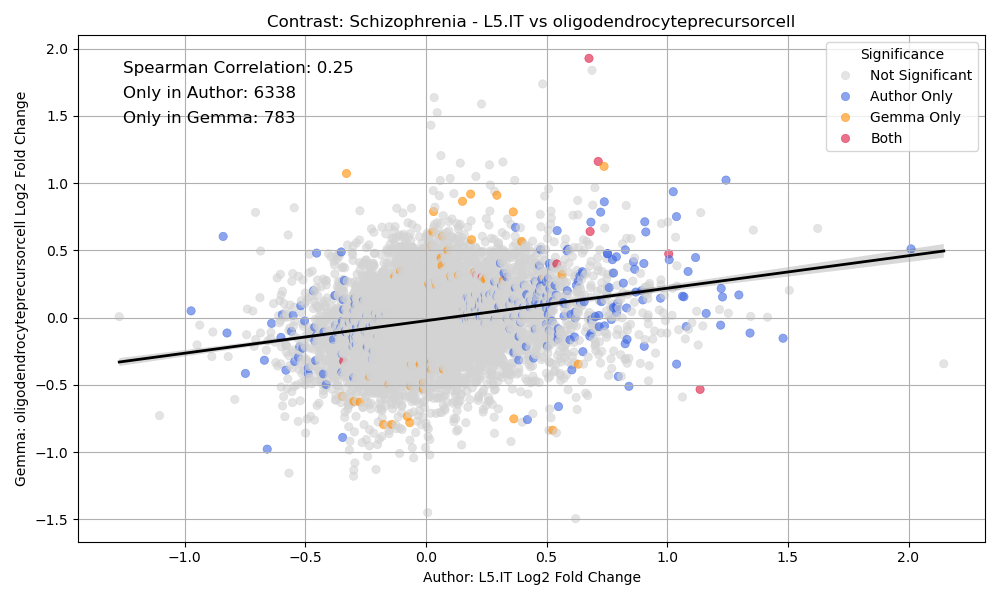 Contrast: Schizophrenia - L5.IT vs oligodendrocyteprecursorcell
Spearman Correlation: 0.25
Only in Author: 6338
Only in Gemma: 783
Significance
Not Significant
Author Only
Gemma Only
Both
Gemma: oligodendrocyteprecursorcell Log2 Fold Change
2.0
1.5
1.0
0.5
0.0
−0.5
−1.0
−1.5
−1.0 −0.5 0.0 0.5 1.0 1.5 2.0
Author: L5.IT Log2 Fold Change